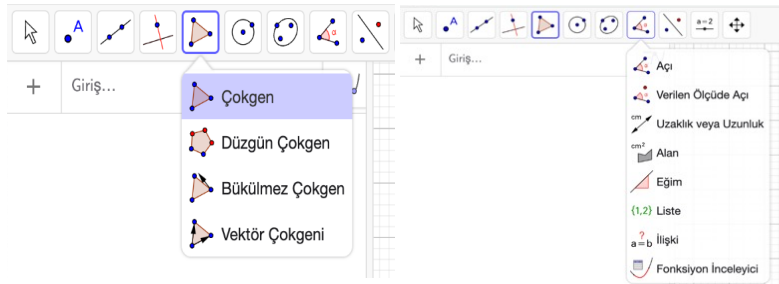 A
α
Giriş...
Çokgen
Düzgün Çokgen
Bükülmez Çokgen
Vektör Çokgeni
A
α
a=2
Giriş...
Açı
Verilen Ölçüde Açı
cm Uzaklık veya Uzunluk
cm² Alan
Eğim
{1,2} Liste
a?=b İlişki
Fonksiyon İnceleyici